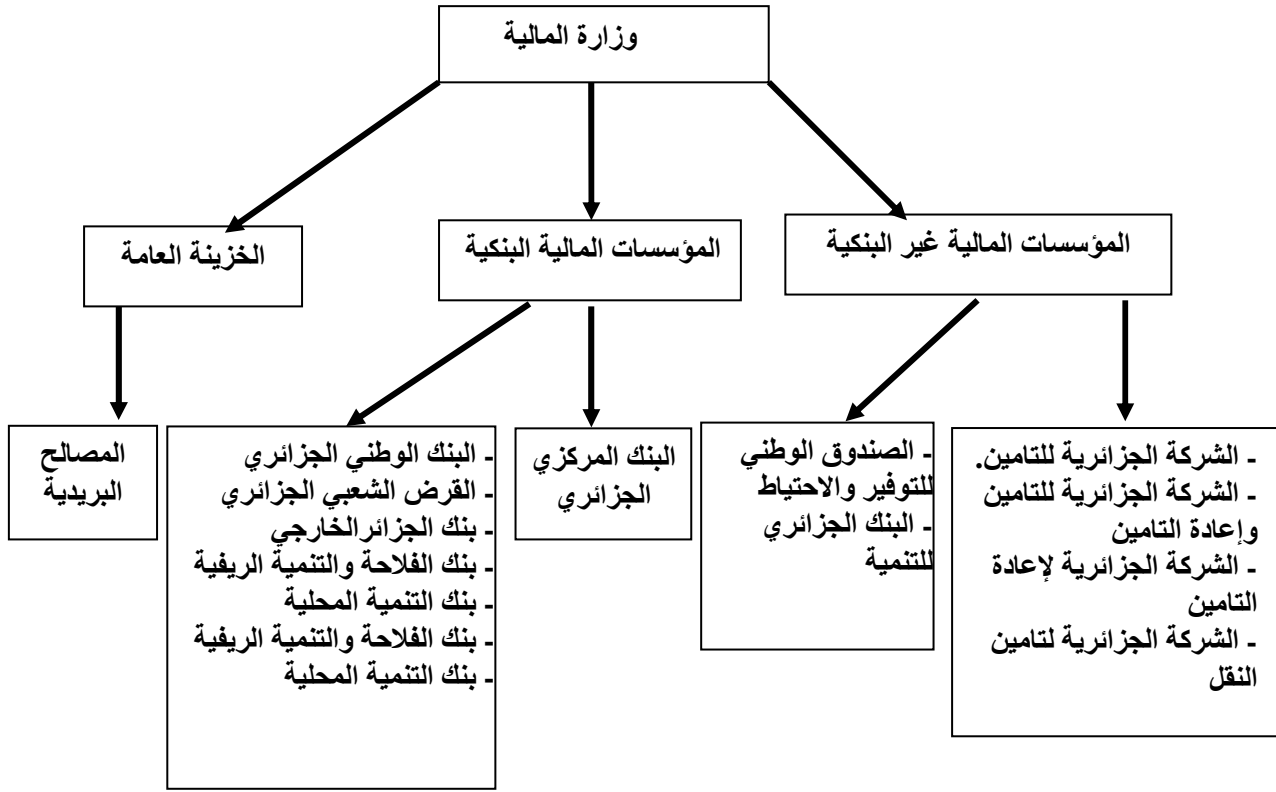 وزارة المالية
المؤسسات المالية غير البنكية
المؤسسات المالية البنكية
الخزينة العامة
- الشركة الجزائرية للتامين.
- الشركة الجزائرية للتامين
وإعادة التامين
- الشركة الجزائرية لإعادة
التامين
- الشركة الجزائرية لتامين
النقل
- الصندوق الوطني
للتوفير والاحتياط
- البنك الجزائري
للتنمية
البنك المركزي
الجزائري
- البنك الوطني الجزائري
- القرض الشعبي الجزائري
- بنك الجزائرالخارجي
- بنك الفلاحة والتنمية الريفية
- بنك التنمية المحلية
- بنك الفلاحة والتنمية الريفية
- بنك التنمية المحلية
المصالح
البريدية